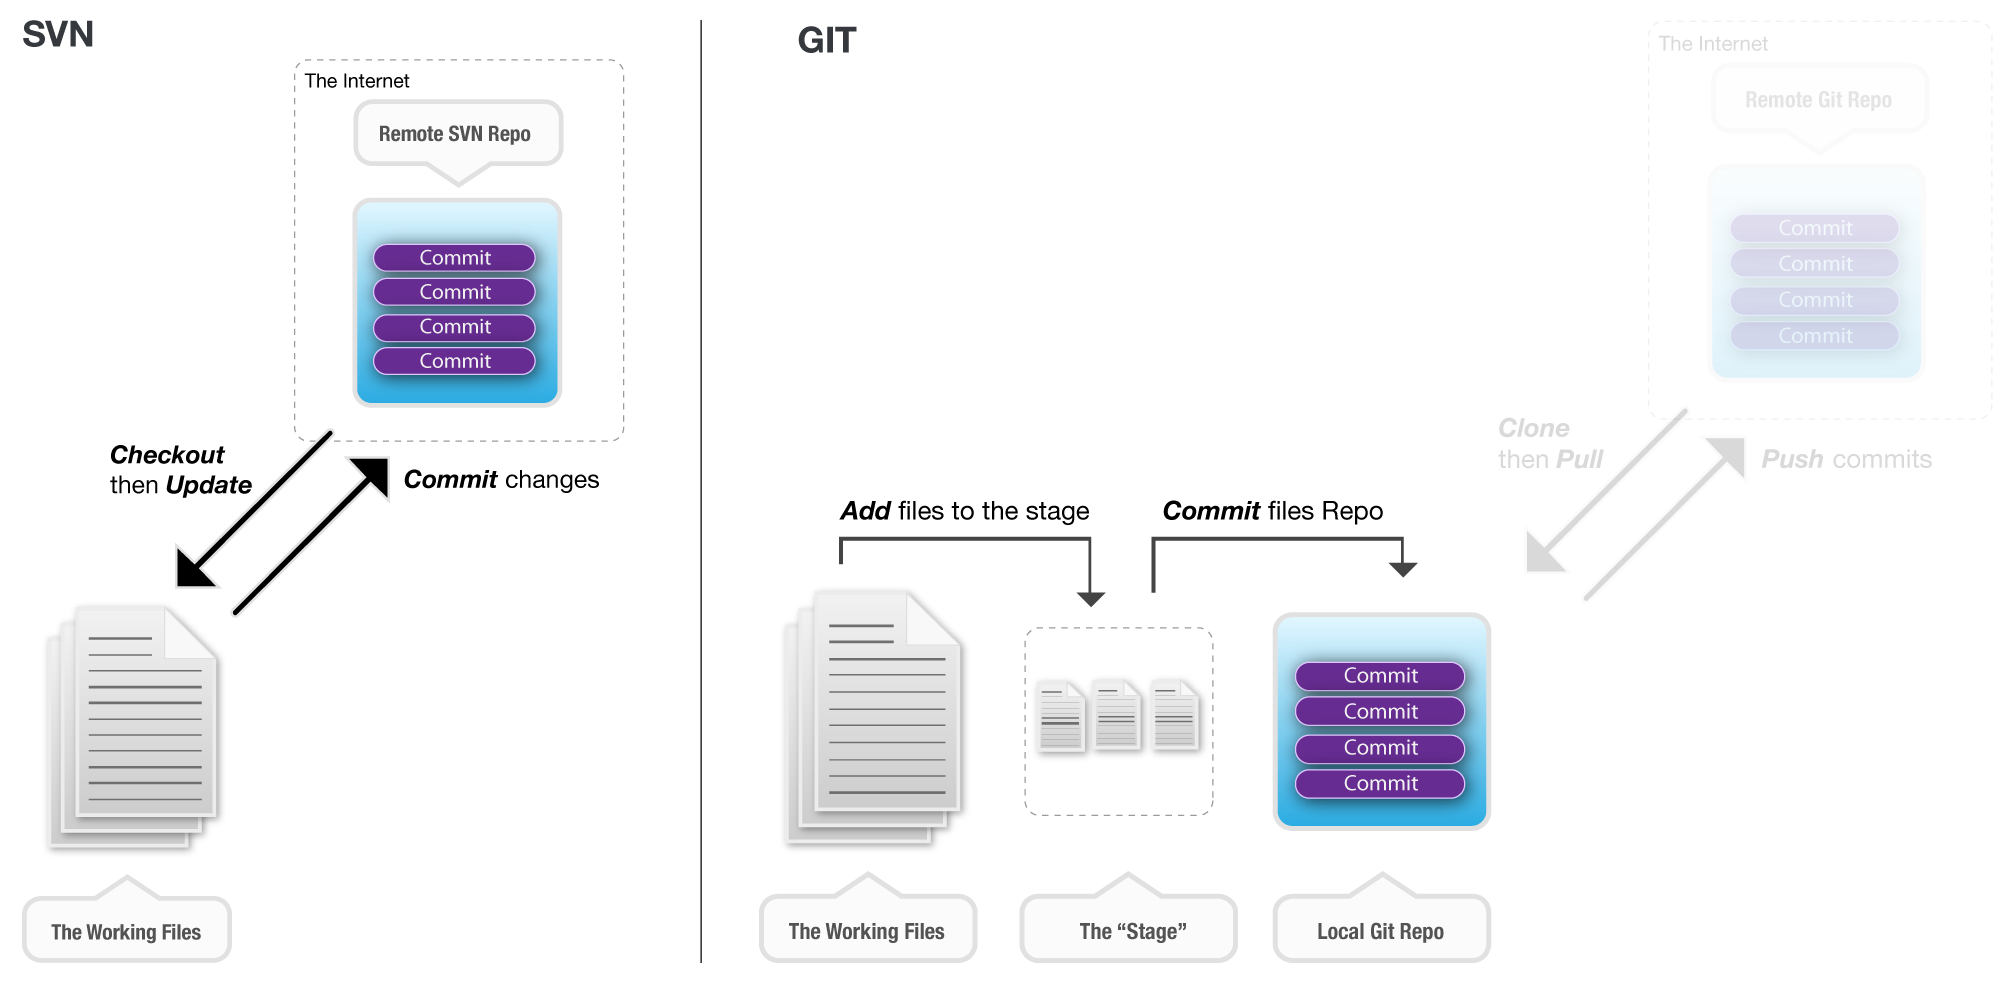 SVN
The Internet
Remote SVN Repo
Commit
Commit
Commit
Commit
Checkout
then Update
Commit changes
The Working Files
GIT
The Internet
Remote Git Repo
Commit
Commit
Commit
Commit
Clone
then Pull
Push commits
Add files to the stage
Commit files Repo
Commit
Commit
Commit
Commit
The Working Files
The “Stage”
Local Git Repo